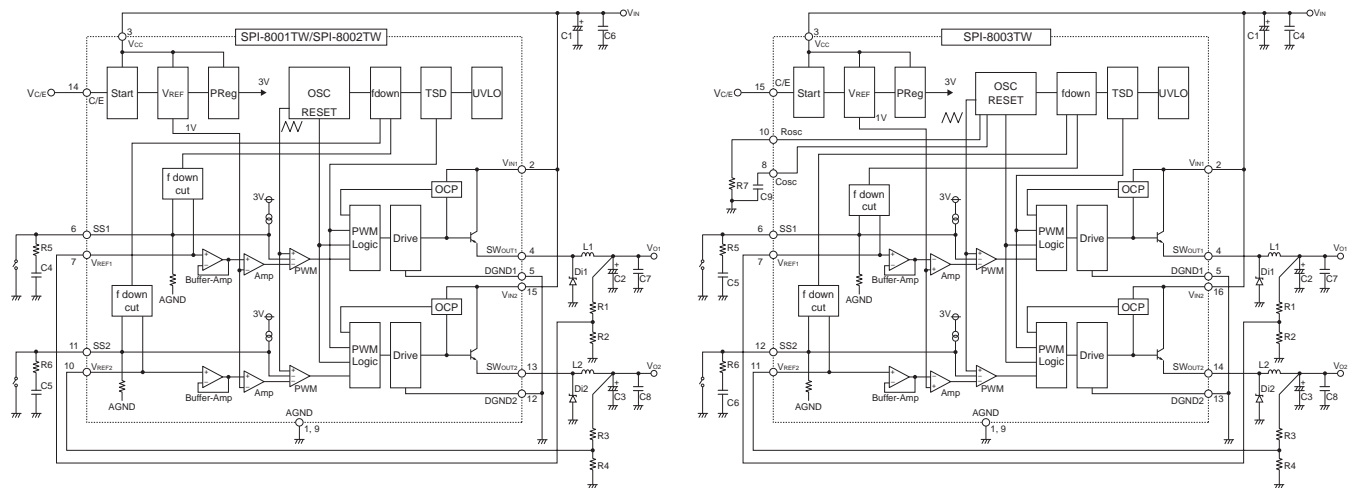 VIN
C1
+
C6
3
VCC
SPI-8001TW/SPI-8002TW
VC/E
14
C/E
Start
VREF
PReg
3V
OSC
RESET
fdown
TSD
UVLO
1V
f down
cut
VIN1
2
OCP
3V
6
SS1
R5
C4
7
VREF1
Buffer-Amp
Amp
PWM
PWM
Logic
Drive
SWOUT1
4
L1
VO1
Di1
+
C2
C7
DGND1
5
AGND
15
VIN2
R1
R2
f down
cut
OCP
3V
11
SS2
R6
C5
10
VREF2
Buffer-Amp
Amp
PWM
PWM
Logic
Drive
SWOUT2
13
L2
VO2
Di2
+
C3
C8
DGND2
12
AGND
AGND
1, 9
R3
R4
VIN
C1
+
C4
3
VCC
SPI-8003TW
VC/E
15
C/E
Start
VREF
PReg
3V
OSC
RESET
fdown
TSD
UVLO
1V
10
Rosc
8
Cosc
R7
C9
f down
cut
VIN1
2
OCP
3V
6
SS1
R5
C5
7
VREF1
Buffer-Amp
Amp
PWM
PWM
Logic
Drive
SWOUT1
4
L1
VO1
Di1
+
C2
C7
DGND1
5
AGND
16
VIN2
R1
R2
f down
cut
OCP
3V
12
SS2
R6
C6
11
VREF2
Buffer-Amp
Amp
PWM
PWM
Logic
Drive
SWOUT2
14
L2
VO2
Di2
+
C3
C8
DGND2
13
AGND
AGND
1, 9
R3
R4